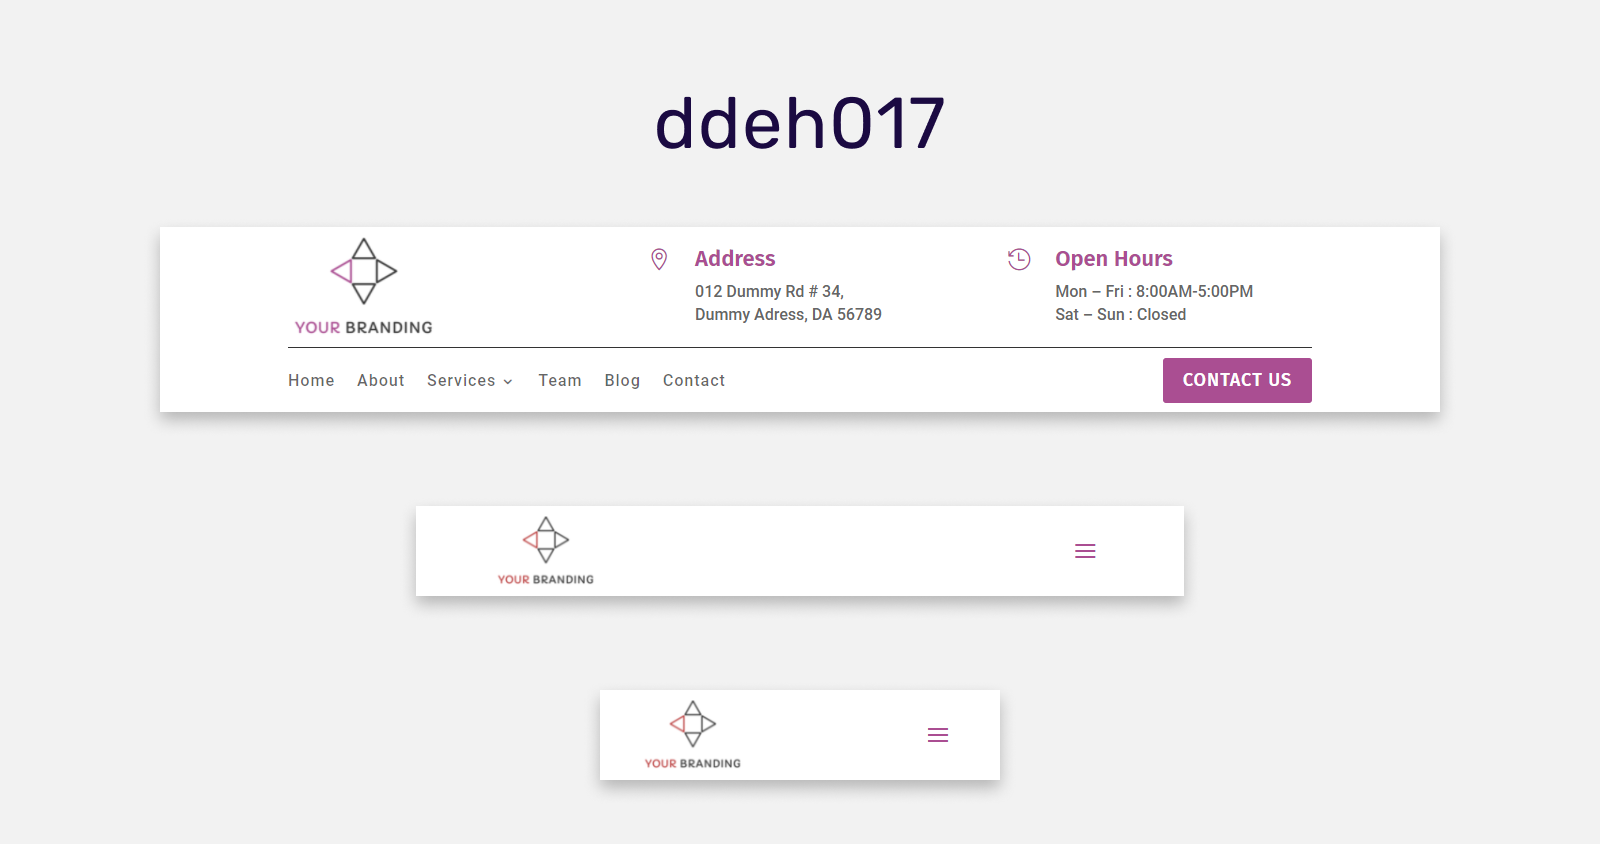 ddeh017
YOUR BRANDING
Address
012 Dummy Rd # 34,
Dummy Adress, DA 56789
Open Hours
Mon – Fri : 8:00AM-5:00PM
Sat – Sun : Closed
Home About Services Team Blog Contact
CONTACT US
YOUR BRANDING
YOUR BRANDING